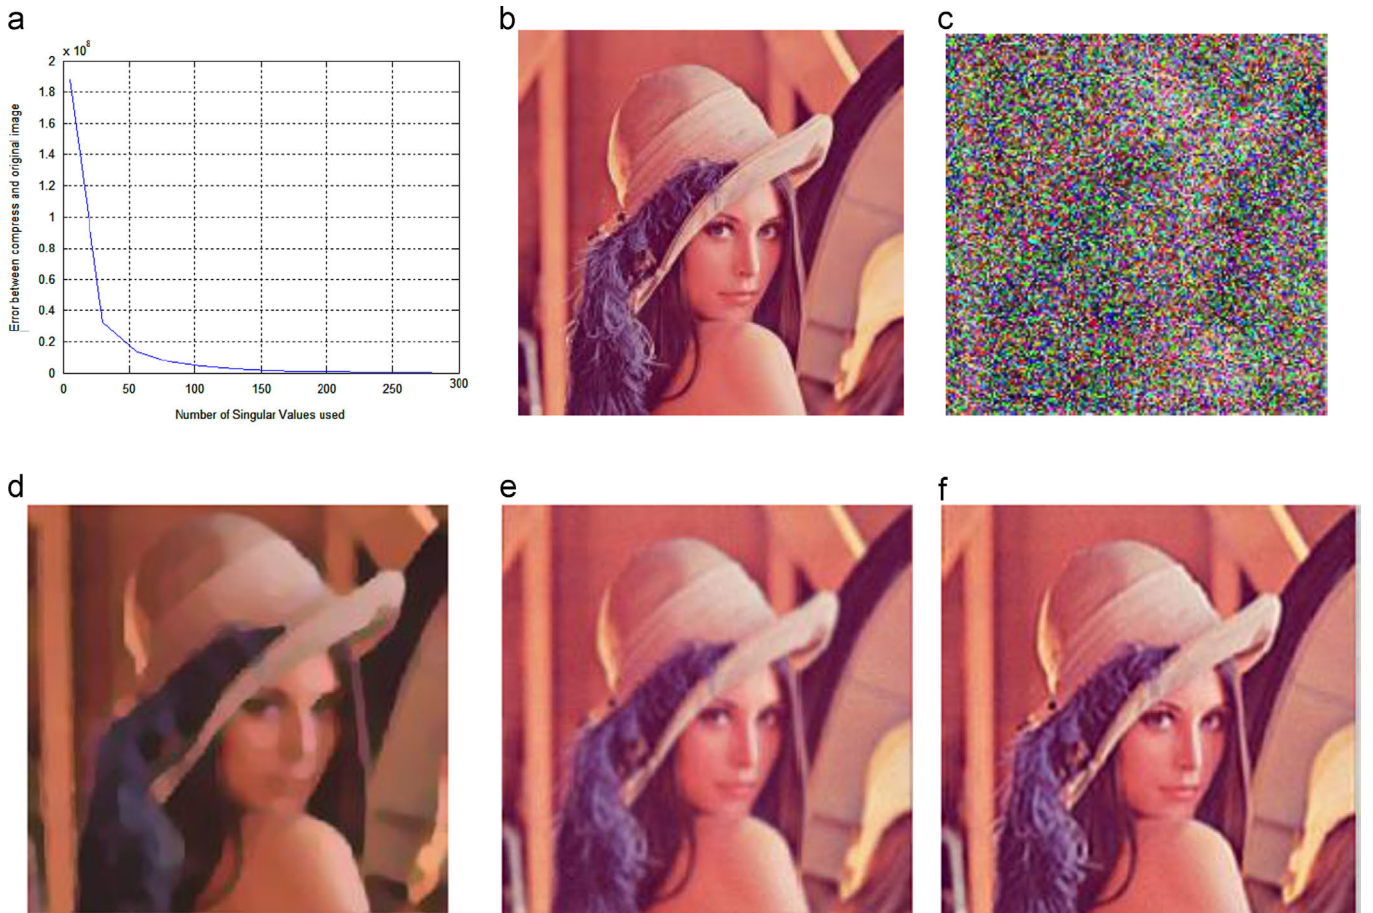 a
b
c
x 10^8
2
1.8
1.6
1.4
1.2
1
0.8
0.6
0.4
0.2
0
0
50
100
150
200
250
300
Error between compress and original image
Number of Singular Values used
d
e
f